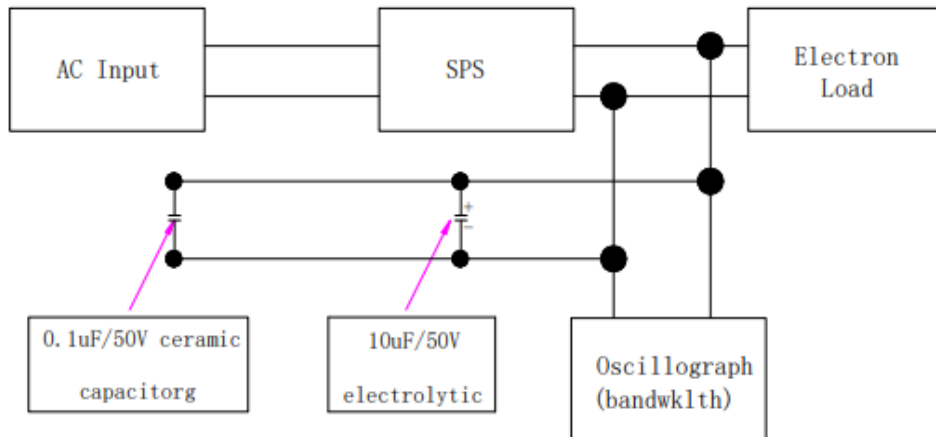 AC Input
SPS
Electron
Load
+
-
0.1uF/50V ceramic
capacitorg
10uF/50V
electrolytic
Oscillograph
(bandwklth)